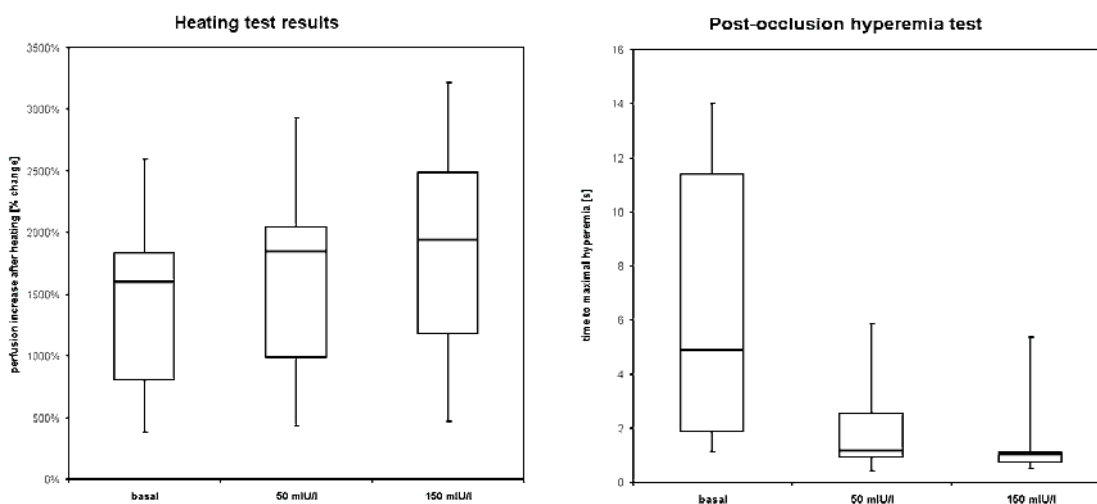 Heating test results
perfusion increase after heating [% change]
3500%
3000%
2500%
2000%
1500%
1000%
500%
0%
basal
50 mIU/l
150 mIU/l
Post-occlusion hyperemia test
time to maximal hyperemia [s]
16
14
12
10
8
6
4
2
0
basal
50 mIU/l
150 mIU/l